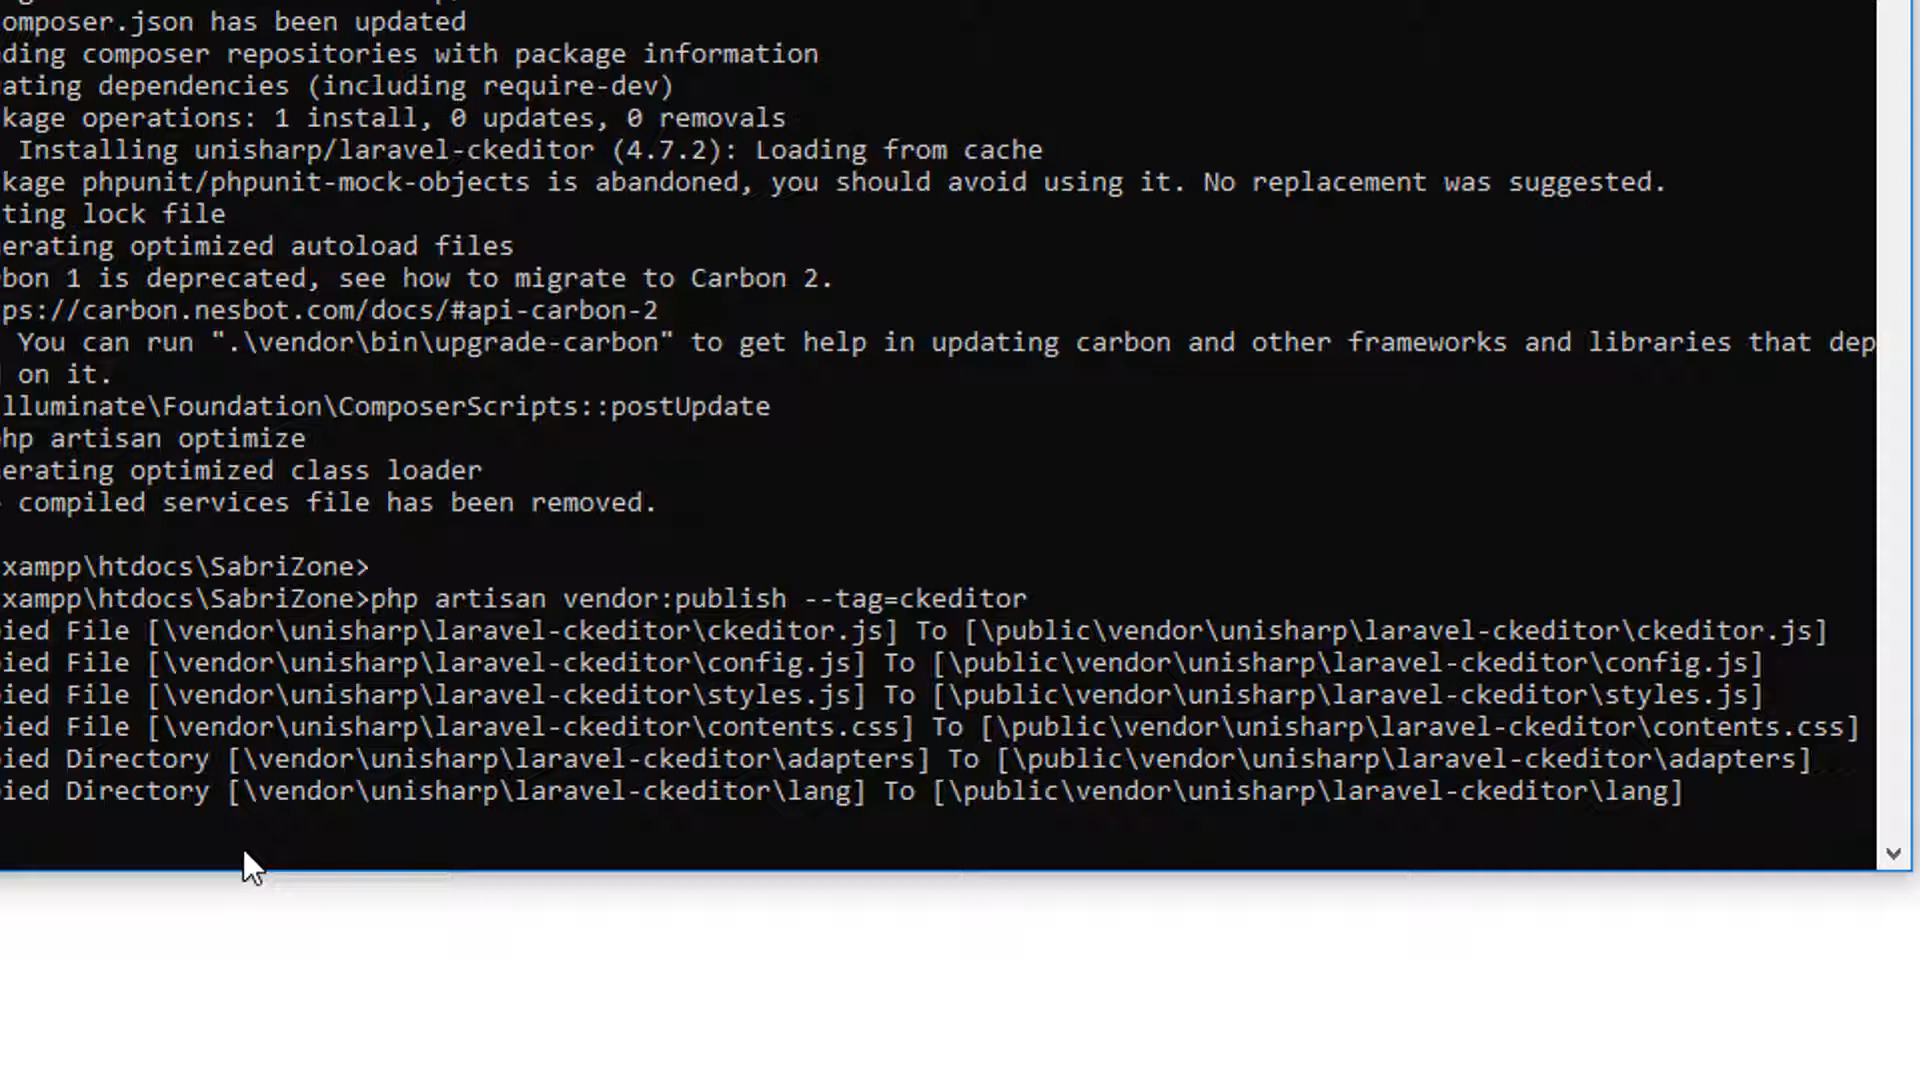 omposer.json has been updated
ding composer repositories with package information
ating dependencies (including require-dev)
kage operations: 1 install, 0 updates, 0 removals
Installing unisharp/laravel-ckeditor (4.7.2): Loading from cache
kage phpunit/phpunit-mock-objects is abandoned, you should avoid using it. No replacement was suggested.
ting lock file
erating optimized autoload files
bon 1 is deprecated, see how to migrate to Carbon 2.
ps://carbon.nesbot.com/docs/#api-carbon-2
You can run ".\vendor\bin\upgrade-carbon" to get help in updating carbon and other frameworks and libraries that dep
on it.
lluminate\Foundation\ComposerScripts::postUpdate
hp artisan optimize
erating optimized class loader
compiled services file has been removed.
xampp\htdocs\SabriZone>
xampp\htdocs\SabriZone>php artisan vendor:publish --tag=ckeditor
ied File [\vendor\unisharp\laravel-ckeditor\ckeditor.js] To [\public\vendor\unisharp\laravel-ckeditor\ckeditor.js]
ied File [\vendor\unisharp\laravel-ckeditor\config.js] To [\public\vendor\unisharp\laravel-ckeditor\config.js]
ied File [\vendor\unisharp\laravel-ckeditor\styles.js] To [\public\vendor\unisharp\laravel-ckeditor\styles.js]
ied File [\vendor\unisharp\laravel-ckeditor\contents.css] To [\public\vendor\unisharp\laravel-ckeditor\contents.css]
ied Directory [\vendor\unisharp\laravel-ckeditor\adapters] To [\public\vendor\unisharp\laravel-ckeditor\adapters]
ied Directory [\vendor\unisharp\laravel-ckeditor\lang] To [\public\vendor\unisharp\laravel-ckeditor\lang]